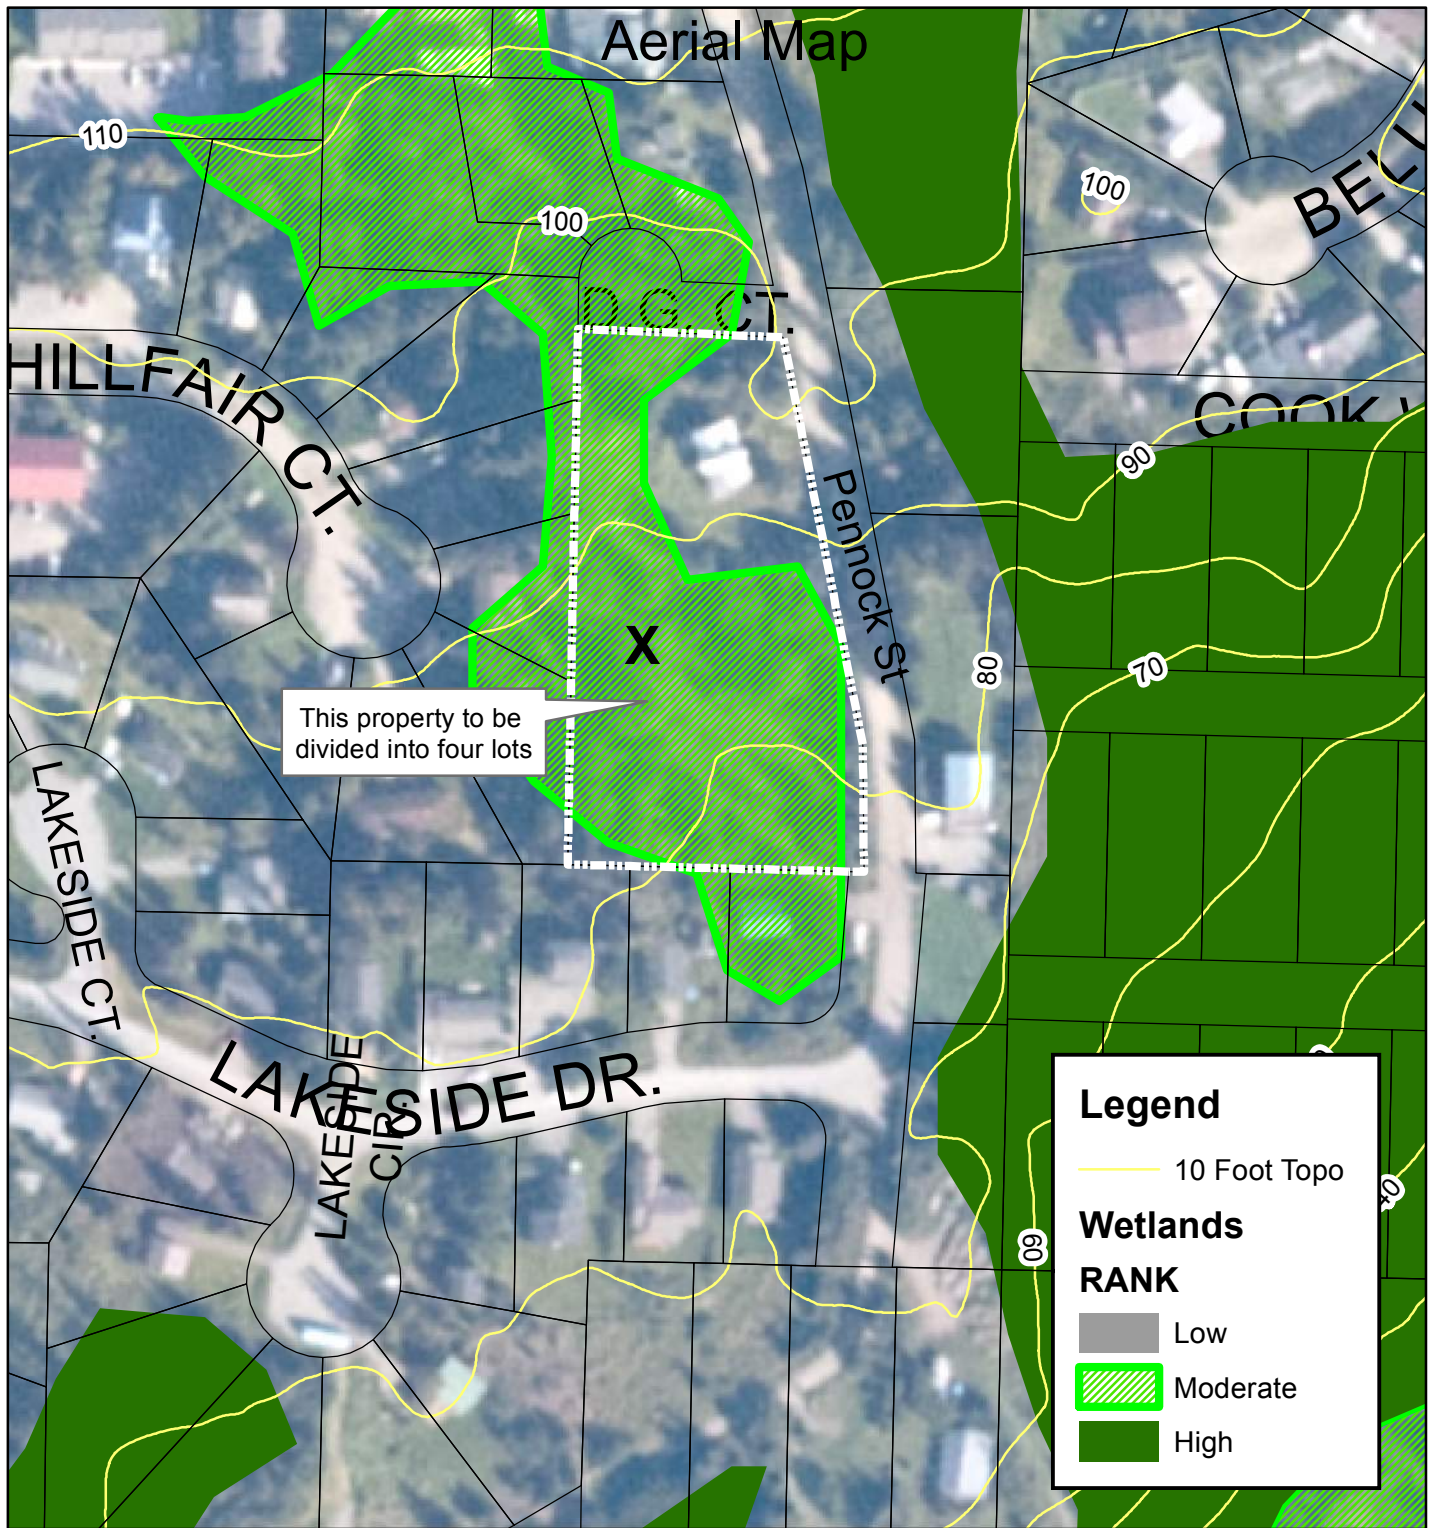 Aerial Map
110
100
100
D G CT.
HILLFAIR CT.
COOK
90
Pennock St
X
80
70
This property to be
divided into four lots
LAKESIDE CT.
LAKESIDE DR.
LAKESIDE
CIR.
60
40
Legend
10 Foot Topo
Wetlands
RANK
Low
Moderate
High